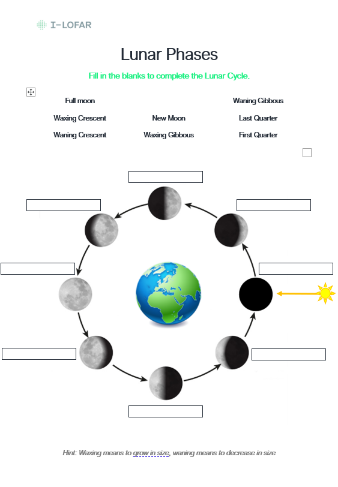 I-LOFAR
Lunar Phases
Fill in the blanks to complete the Lunar Cycle.
Full moon Waning Gibbous
Waxing Crescent New Moon Last Quarter
Waning Crescent Waxing Gibbous First Quarter
Hint: Waxing means to grow in size, waning means to decrease in size